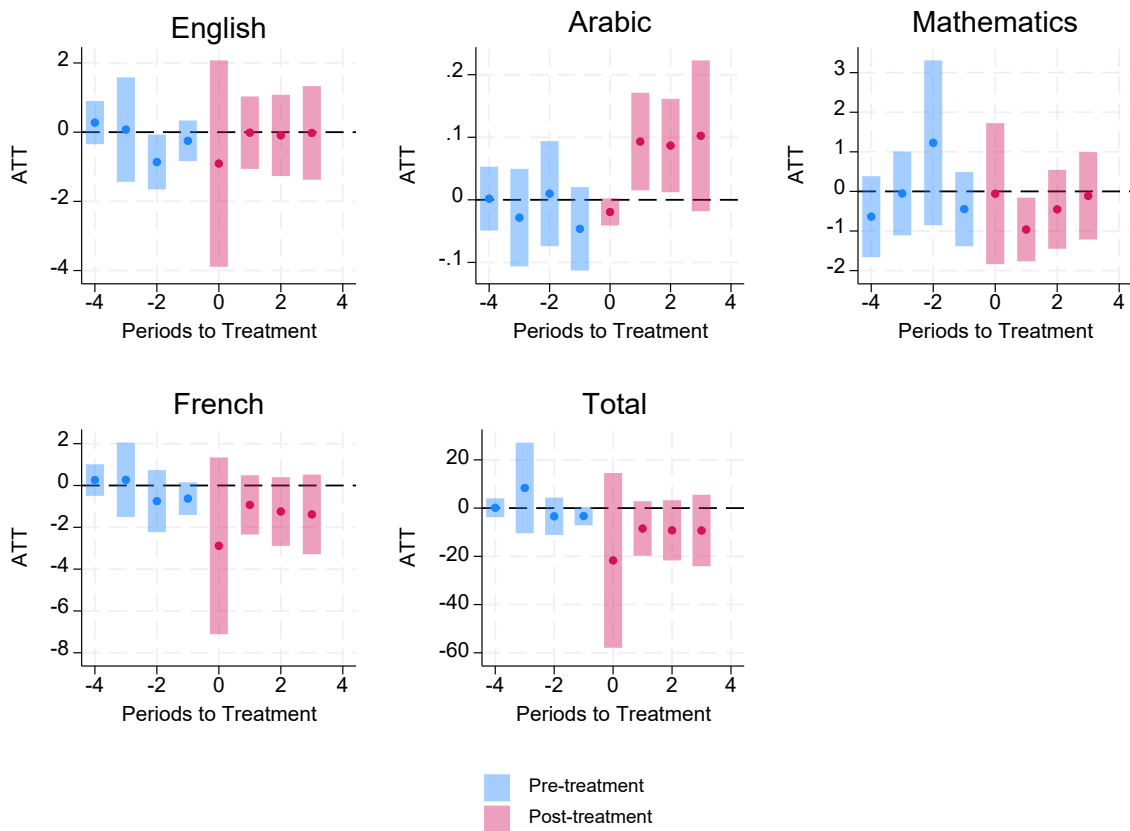 English
2
0
-2
-4
ATT
-4 -2 0 2 4
Periods to Treatment
Arabic
.2
.1
0
-.1
ATT
-4 -2 0 2 4
Periods to Treatment
Mathematics
3
2
1
0
-1
-2
ATT
-4 -2 0 2 4
Periods to Treatment
French
2
0
-2
-4
-6
-8
ATT
-4 -2 0 2 4
Periods to Treatment
Total
20
0
-20
-40
-60
ATT
-4 -2 0 2 4
Periods to Treatment
Pre-treatment
Post-treatment